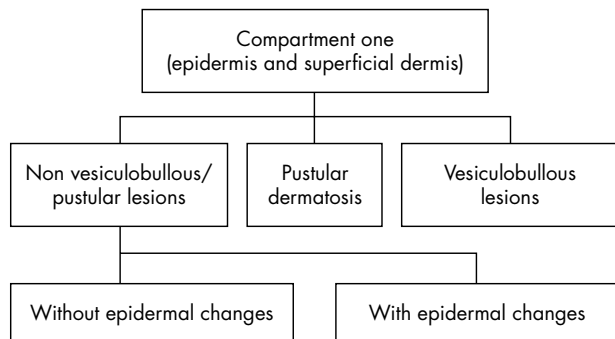 Compartment one
(epidermis and superficial dermis)
Non vesiculobullous/
pustular lesions
Pustular
dermatosis
Vesiculobullous
lesions
Without epidermal changes
With epidermal changes